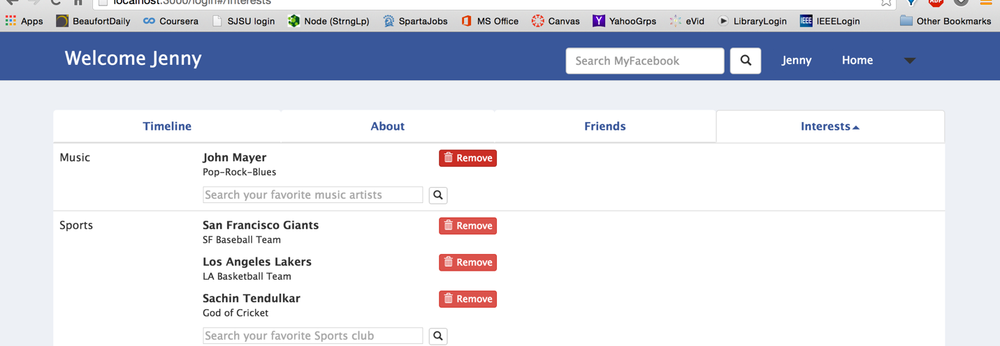 localhost:3000/login#/interests
Apps BeaufortDaily Coursera SJSU login Node (StrngLp) SpartaJobs MS Office Canvas YahooGrps eVid LibraryLogin IEEE IEEELogin Other Bookmarks
Welcome Jenny Search MyFacebook Jenny Home
Timeline About Friends Interests
Music John Mayer Remove
Pop-Rock-Blues
Search your favorite music artists
Sports San Francisco Giants Remove
SF Baseball Team
Los Angeles Lakers Remove
LA Basketball Team
Sachin Tendulkar Remove
God of Cricket
Search your favorite Sports club